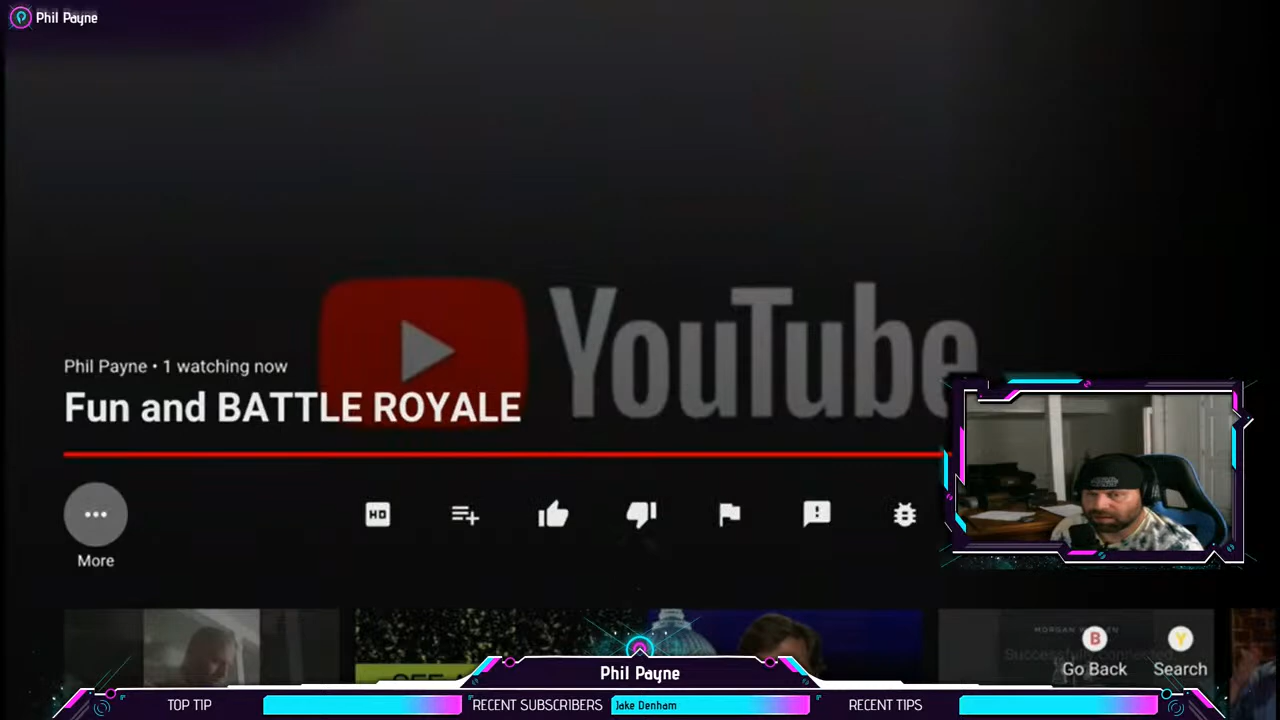 Phil Payne
YouTube
Phil Payne • 1 watching now
Fun and BATTLE ROYALE
HD
More
B
Y
Go Back
Search
Phil Payne
TOP TIP
RECENT SUBSCRIBERS
Jake Denham
RECENT TIPS